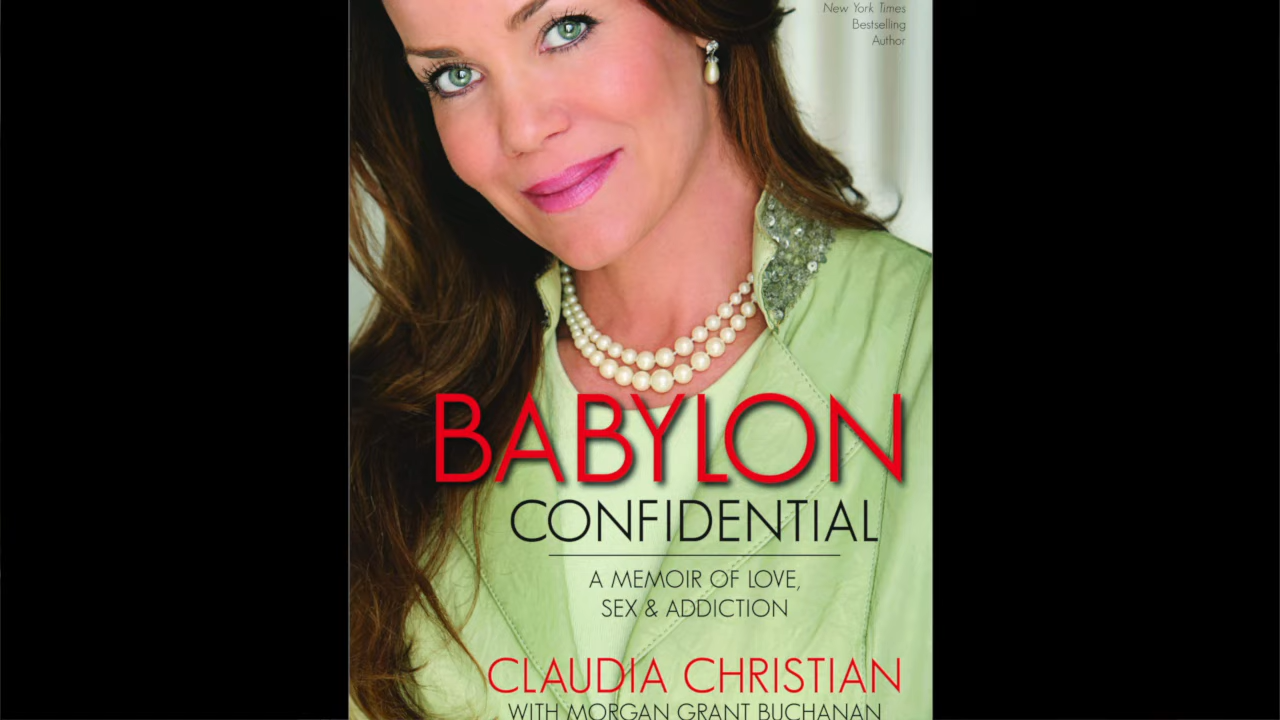 New York Times
Bestselling
Author
BABYLON
CONFIDENTIAL
A MEMOIR OF LOVE,
SEX & ADDICTION
CLAUDIA CHRISTIAN
WITH MORGAN GRANT BUCHANAN